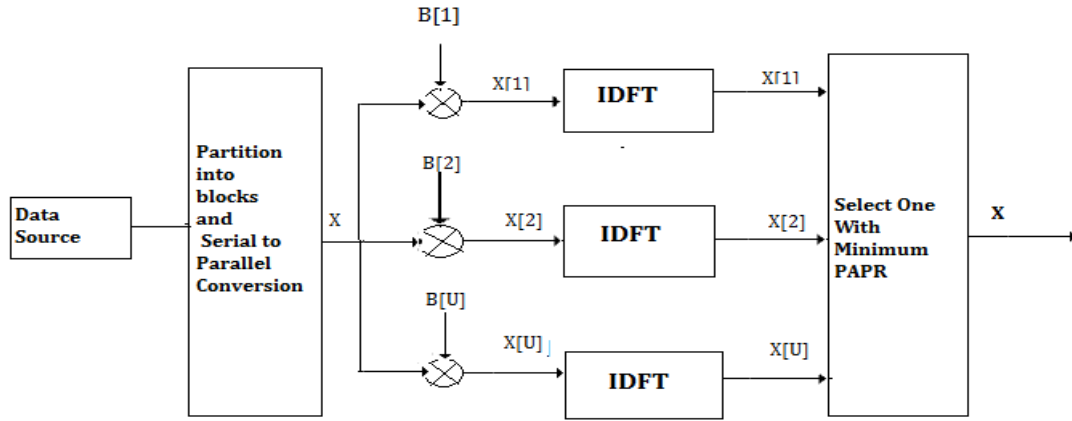 B[1]
X[1]
IDFT
X[1]
Partition
into
blocks
and
Serial to
Parallel
Conversion
Data
Source
X
B[2]
X[2]
IDFT
X[2]
Select One
With
Minimum
PAPR
X
B[U]
X[U]
IDFT
X[U]